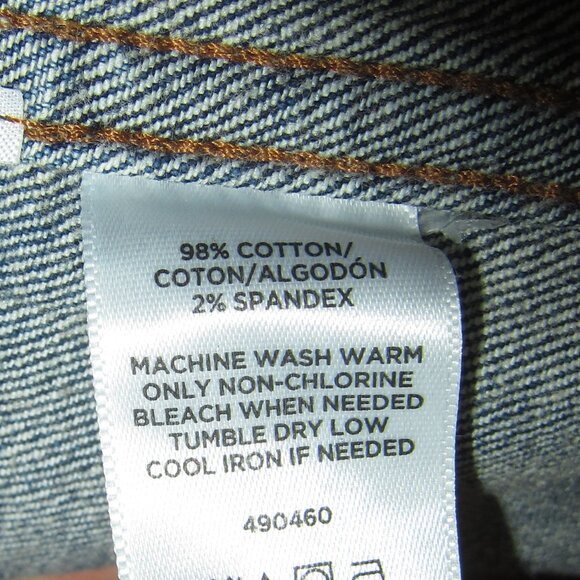 98% COTTON/
COTON/ALGODÓN
2% SPANDEX
MACHINE WASH WARM
ONLY NON-CHLORINE
BLEACH WHEN NEEDED
TUMBLE DRY LOW
COOL IRON IF NEEDED
490460